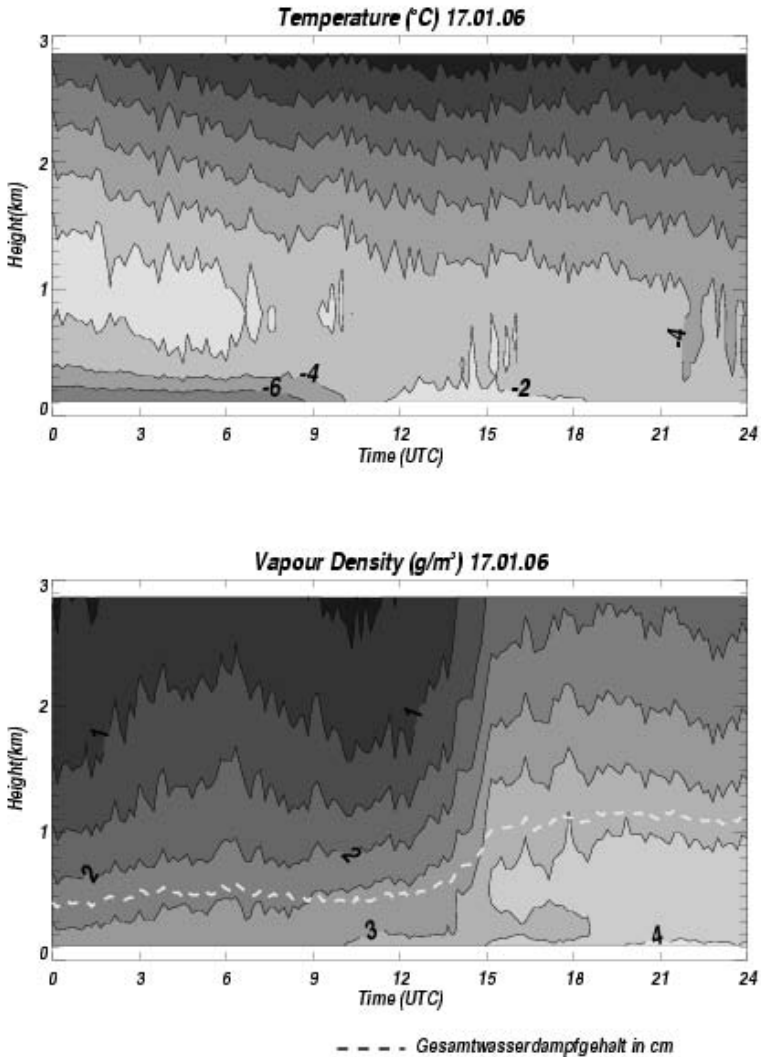 Temperature (°C) 17.01.06
3
2
1
0
Height(km)
-4
-6
-4
-2
0 3 6 9 12 15 18 21 24
Time (UTC)
Vapour Density (g/m³) 17.01.06
3
2
1
0
Height(km)
1
1
2
2
3
4
0 3 6 9 12 15 18 21 24
Time (UTC)
Gesamtwasserdampfgehalt in cm